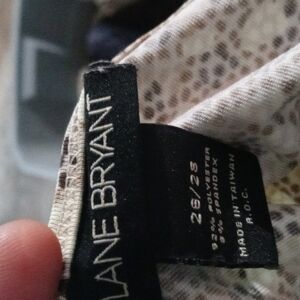 LANE BRYANT
26/28
92% POLYESTER
8% SPANDEX
MADE IN TAIWAN
R.O.C.